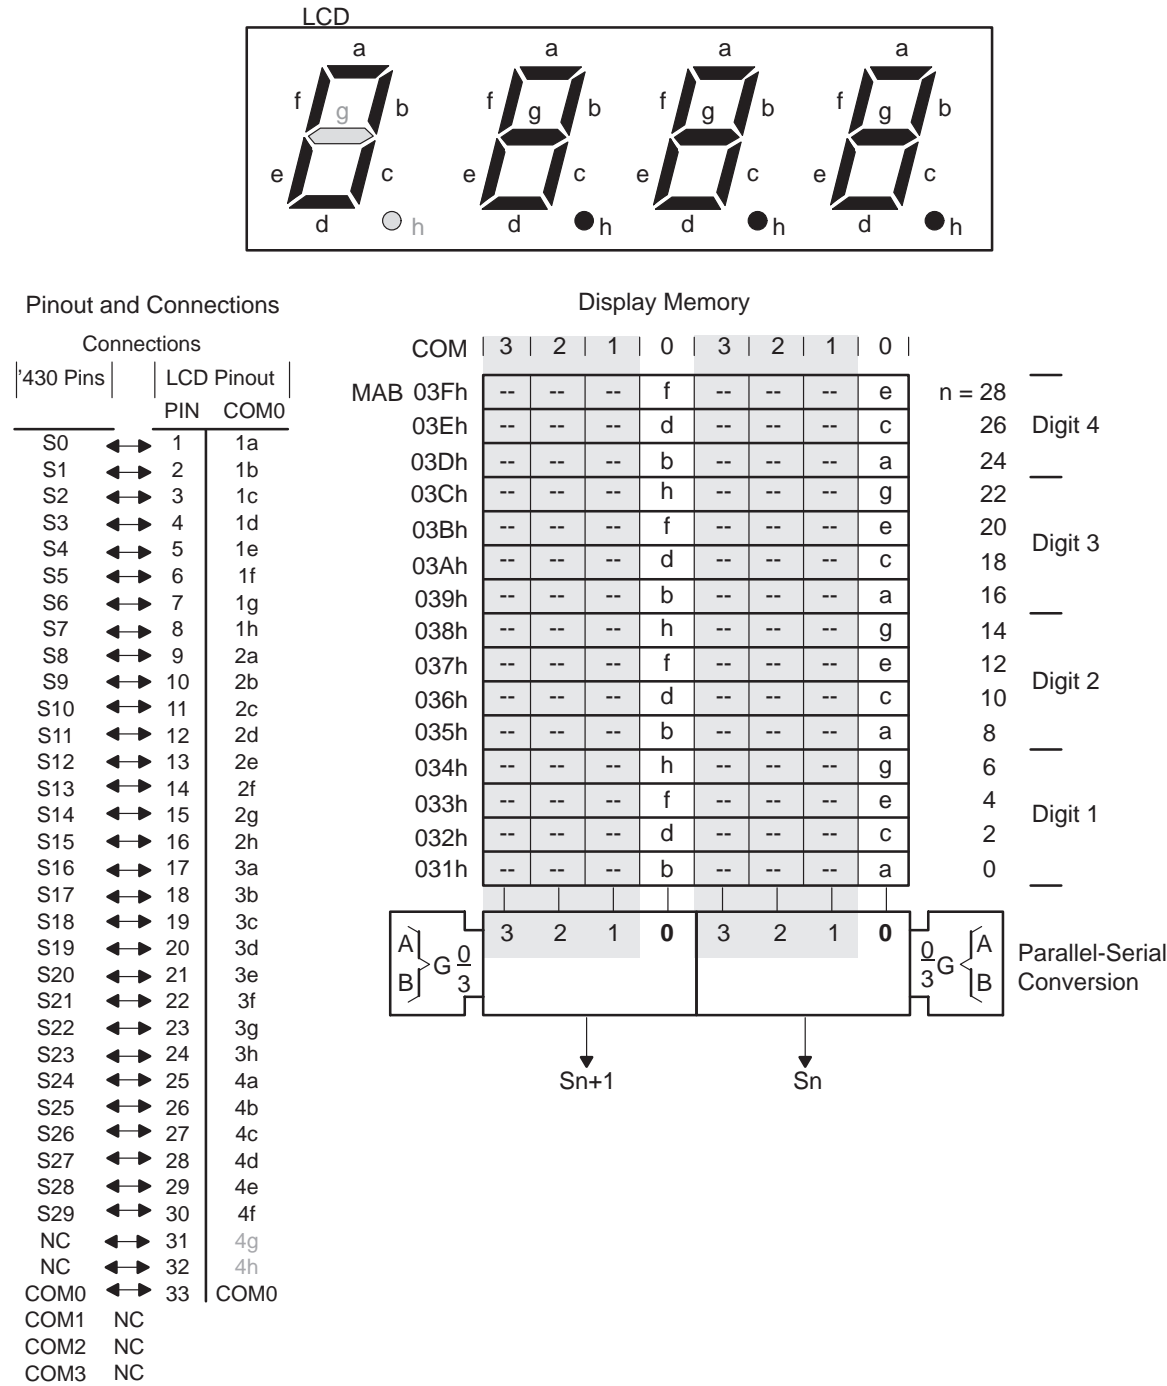 LCD
a a a a
f g b f g b f g b f g b
e c e c e c e c
d h d h d h d h
Pinout and Connections
Connections
'430 Pins LCD Pinout
PIN COM0
S0 1 1a
S1 2 1b
S2 3 1c
S3 4 1d
S4 5 1e
S5 6 1f
S6 7 1g
S7 8 1h
S8 9 2a
S9 10 2b
S10 11 2c
S11 12 2d
S12 13 2e
S13 14 2f
S14 15 2g
S15 16 2h
S16 17 3a
S17 18 3b
S18 19 3c
S19 20 3d
S20 21 3e
S21 22 3f
S22 23 3g
S23 24 3h
S24 25 4a
S25 26 4b
S26 27 4c
S27 28 4d
S28 29 4e
S29 30 4f
NC 31 4g
NC 32 4h
COM0 33 COM0
COM1 NC
COM2 NC
COM3 NC
Display Memory
COM 3 2 1 0 3 2 1 0
MAB 03Fh -- -- -- f -- -- -- e n = 28
03Eh -- -- -- d -- -- -- c 26 Digit 4
03Dh -- -- -- b -- -- -- a 24
03Ch -- -- -- h -- -- -- g 22
03Bh -- -- -- f -- -- -- e 20
Digit 3
03Ah -- -- -- d -- -- -- c 18
039h -- -- -- b -- -- -- a 16
038h -- -- -- h -- -- -- g 14
037h -- -- -- f -- -- -- e 12
Digit 2
036h -- -- -- d -- -- -- c 10
035h -- -- -- b -- -- -- a 8
034h -- -- -- h -- -- -- g 6
033h -- -- -- f -- -- -- e 4
Digit 1
032h -- -- -- d -- -- -- c 2
031h -- -- -- b -- -- -- a 0
3 2 1 0 3 2 1 0
A B G 0 3
0 3 G A B
Parallel-Serial
Conversion
Sn+1 Sn